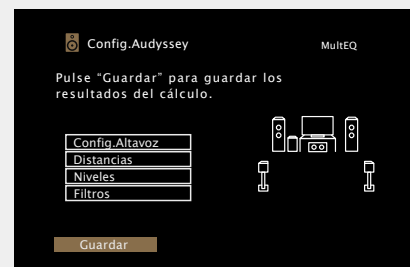 Config.Audyssey
MultEQ
Pulse “Guardar” para guardar los
resultados del cálculo.
Config.Altavoz
Distancias
Niveles
Filtros
Guardar